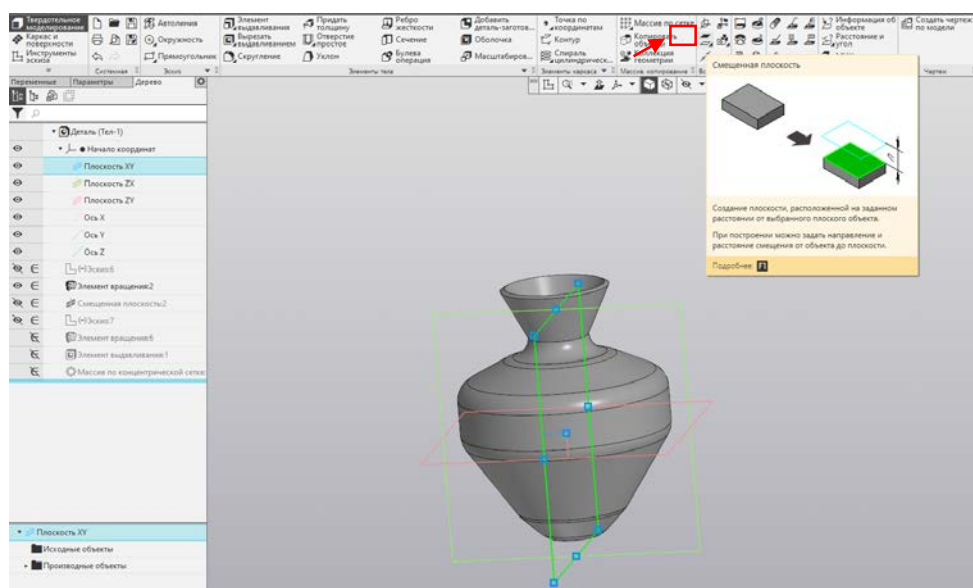 Твердотельное моделирование
Каркас и поверхности
Инструменты эскиза
Системная
Автолиния
Окружность
Прямоугольник
Эскиз
Элемент выдавливания
Вырезать выдавливанием
Скругление
Придать толщину
Отверстие простое
Уклон
Ребро жесткости
Сечение
Булева операция
Добавить деталь-заготов...
Оболочка
Масштабиров...
Элементы тела
Точка по координатам
Контур
Спираль цилиндрическ...
Элементы каркаса
Массив по сетке
Копировать объекты
Коллекция геометрии
Массив, копирование
Информация об объекте
Расстояние и угол
Создать чертеж по модели
Чертеж
Переменные
Параметры
Дерево
Деталь (Тел-1)
Начало координат
Плоскость XY
Плоскость ZX
Плоскость ZY
Ось X
Ось Y
Ось Z
(+)Эскиз:6
Элемент вращения:2
Смещенная плоскость:2
(+)Эскиз:7
Элемент вращения:6
Элемент выдавливания:1
Массив по концентрической сетке:
Плоскость XY
Исходные объекты
Производные объекты
Смещенная плоскость
Создание плоскости, расположенной на заданном
расстоянии от выбранного плоского объекта.
При построении можно задать направление и
расстояние смещения от объекта до плоскости.
Подробнее: